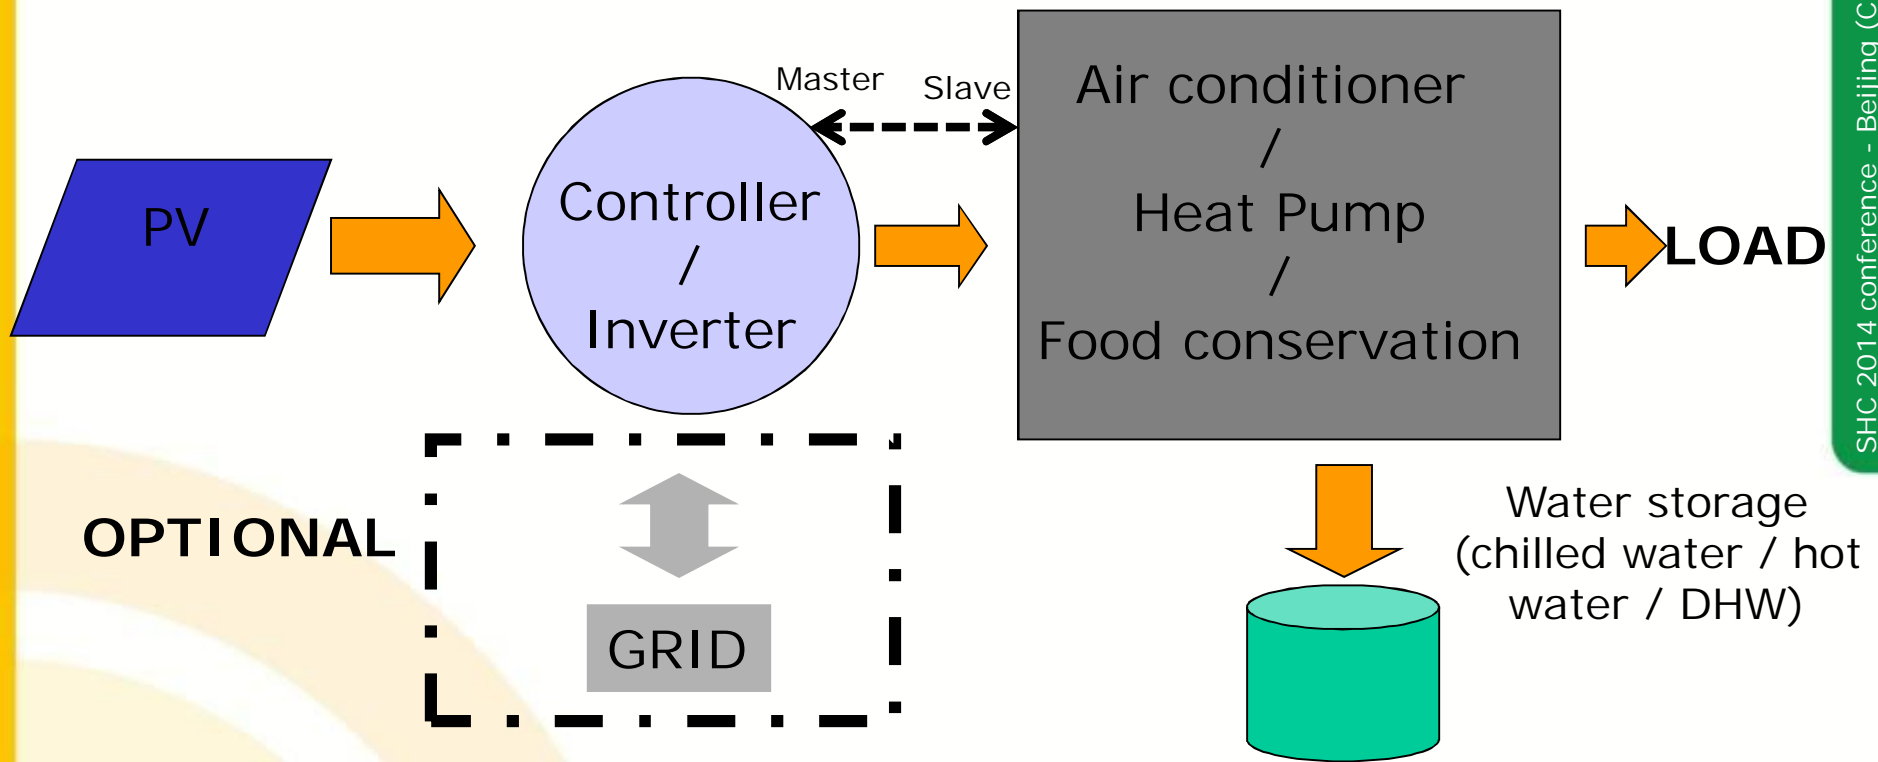 Master
Slave
Air conditioner
/
Heat Pump
/
Food conservation
PV
Controller
/
Inverter
LOAD
OPTIONAL
GRID
Water storage
(chilled water / hot
water / DHW)
SHC 2014 conference - Beijing (C